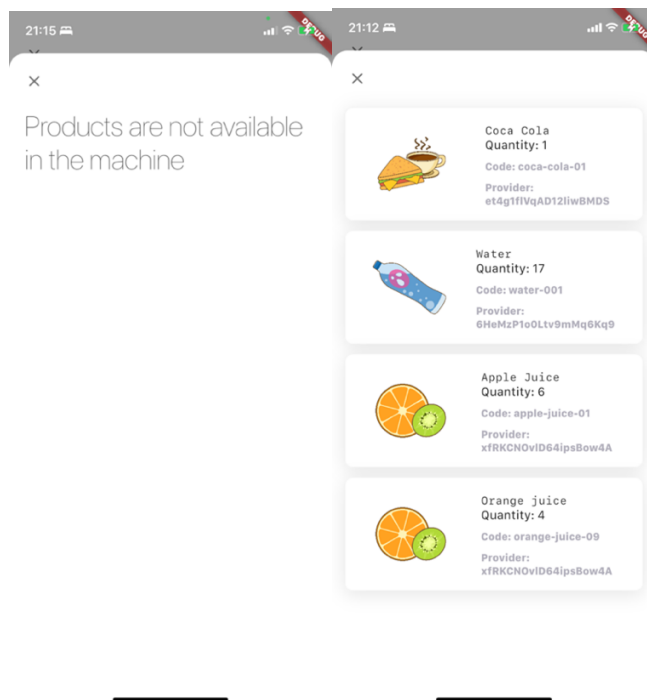 21:15
DEBUG
Products are not available
in the machine
21:12
DEBUG
Coca Cola
Quantity: 1
Code: coca-cola-01
Provider:
et4g1flVqAD12liwBMDS
Water
Quantity: 17
Code: water-001
Provider:
6HeMzP1o0Ltv9mMq6Kq9
Apple Juice
Quantity: 6
Code: apple-juice-01
Provider:
xfRKCNOvlD64ipsBow4A
Orange juice
Quantity: 4
Code: orange-juice-09
Provider:
xfRKCNOvlD64ipsBow4A